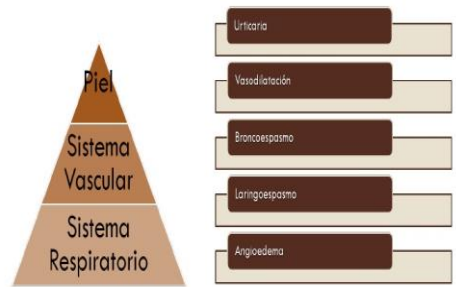 Piel
Sistema
Vascular
Sistema
Respiratorio
Urticaria
Vasodilatación
Broncoespasmo
Laringoespasmo
Angioedema